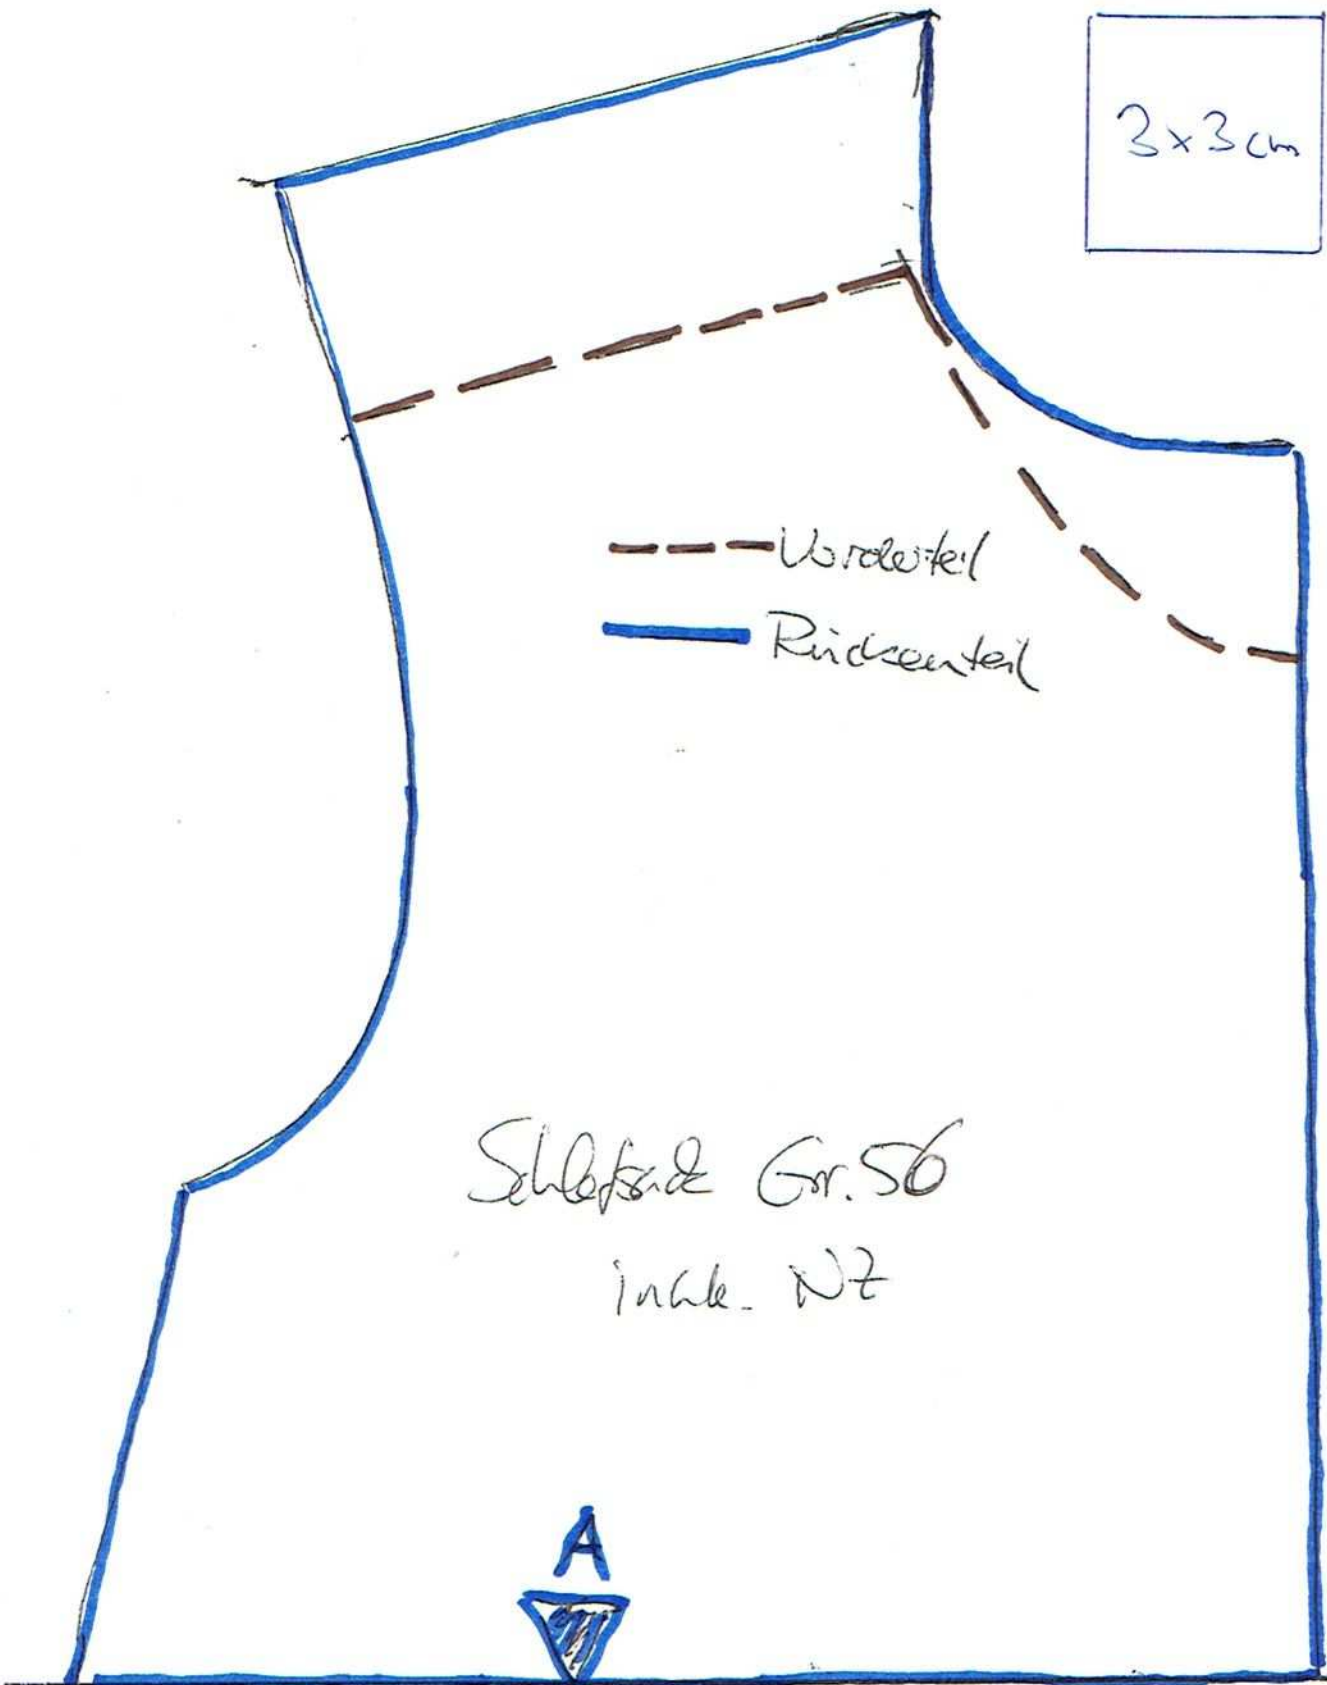 3x3cm
Vorderteil
Rückenteil
Schlafsack Gr. 56
inkl. NZ
A